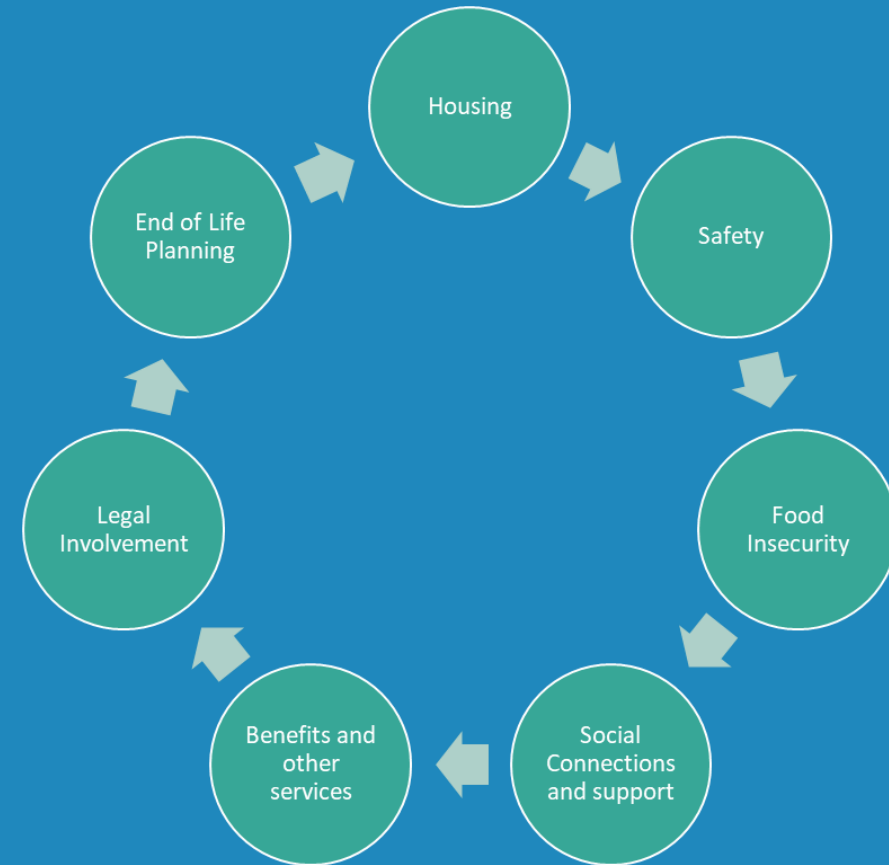 Housing
Safety
Food
Insecurity
Social
Connections
and support
Benefits and
other
services
Legal
Involvement
End of Life
Planning